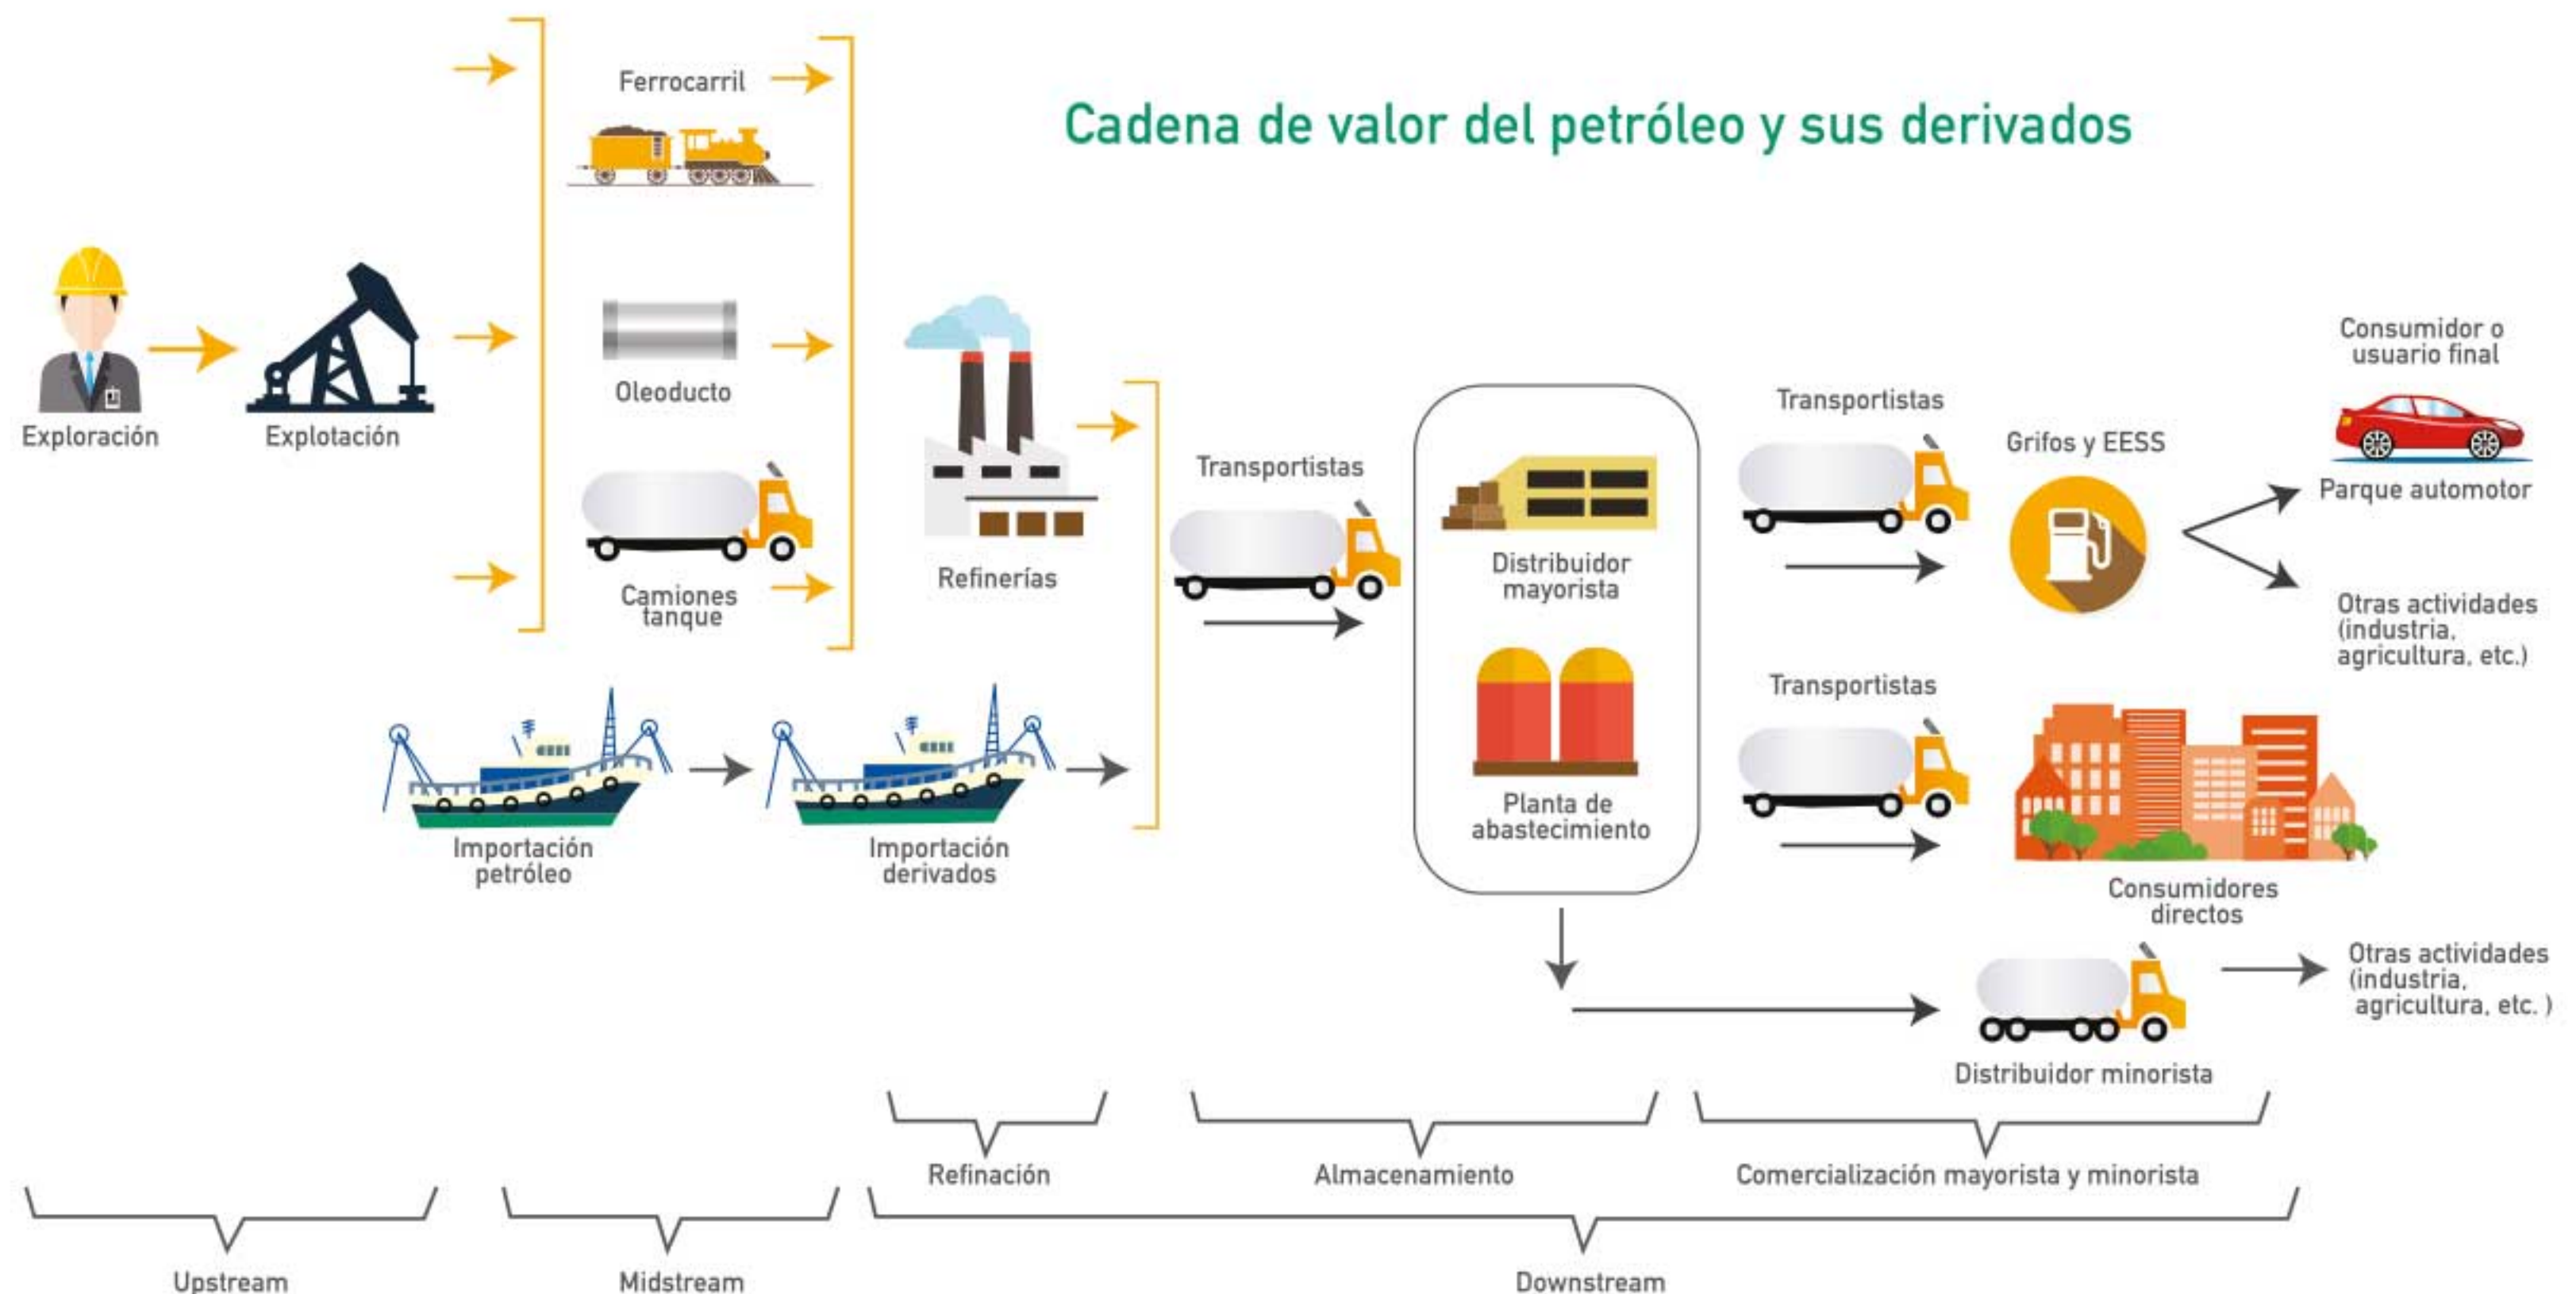 Cadena de valor del petróleo y sus derivados
Ferrocarril
Oleoducto
Camiones
tanque
Exploración
Explotación
Refinerías
Importación
petróleo
Importación
derivados
Transportistas
Distribuidor
mayorista
Planta de
abastecimiento
Transportistas
Grifos y EESS
Consumidor o
usuario final
Parque automotor
Otras actividades
(industria,
agricultura, etc.)
Transportistas
Consumidores
directos
Distribuidor minorista
Otras actividades
(industria,
agricultura, etc. )
Refinación
Almacenamiento
Comercialización mayorista y minorista
Upstream
Midstream
Downstream